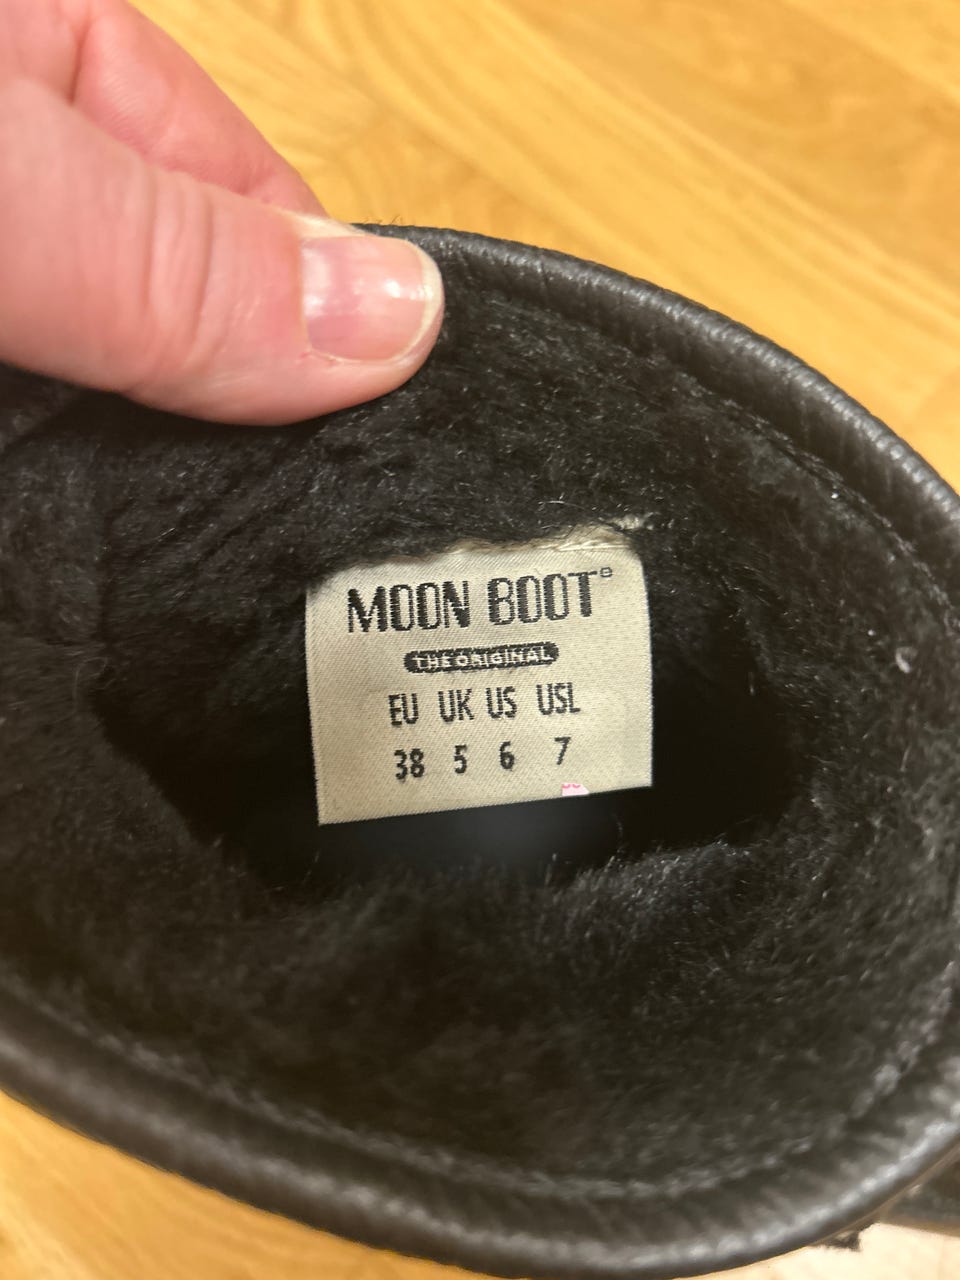 MOON BOOT®
THE ORIGINAL
EU UK US USL
38 5 6 7